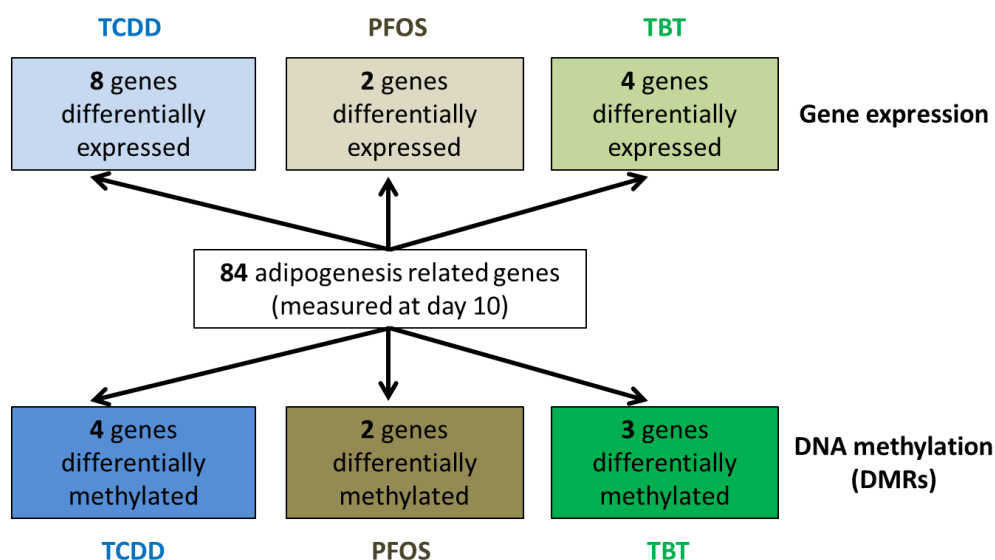 TCDD
PFOS
TBT
8 genes
differentially
expressed
2 genes
differentially
expressed
4 genes
differentially
expressed
Gene expression
84 adipogenesis related genes
(measured at day 10)
4 genes
differentially
methylated
2 genes
differentially
methylated
3 genes
differentially
methylated
DNA methylation
(DMRs)
TCDD
PFOS
TBT